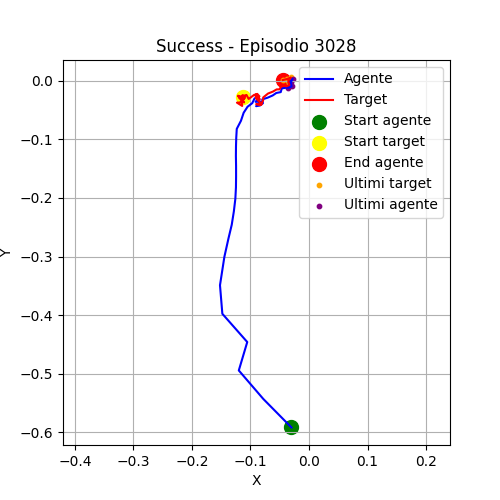 Success - Episodio 3028
0.0
−0.1
−0.2
−0.3
−0.4
−0.5
−0.6
Y
Agente
Target
Start agente
Start target
End agente
Ultimi target
Ultimi agente
−0.4
−0.3
−0.2
−0.1
0.0
0.1
0.2
X